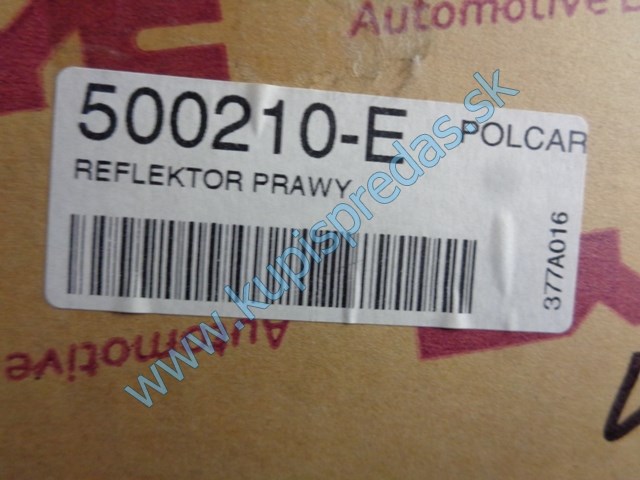 Automotive
500210-E POLCAR
REFLEKTOR PRAWY
377A016
Automotive
www.kupispredas.sk